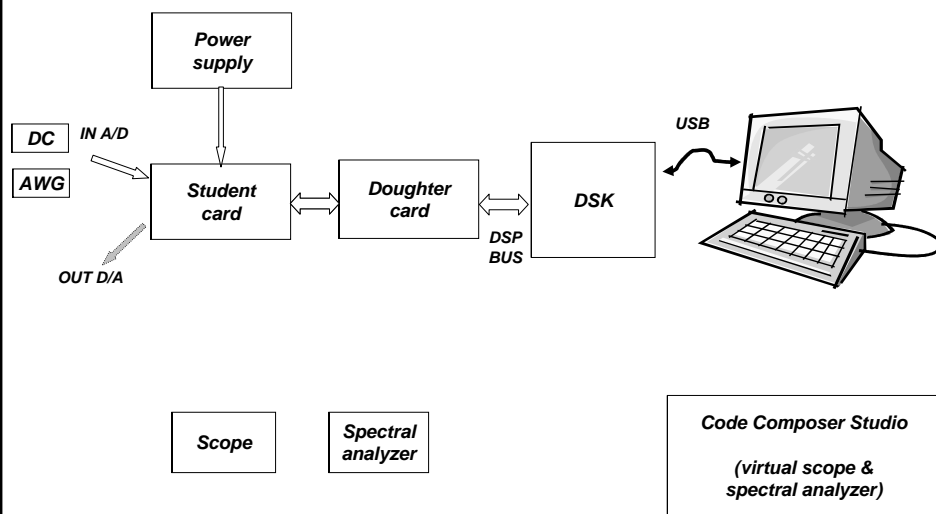 Power
supply
DC
IN A/D
AWG
Student
card
OUT D/A
Doughter
card
DSP
BUS
DSK
USB
Scope
Spectral
analyzer
Code Composer Studio
(virtual scope &
spectral analyzer)